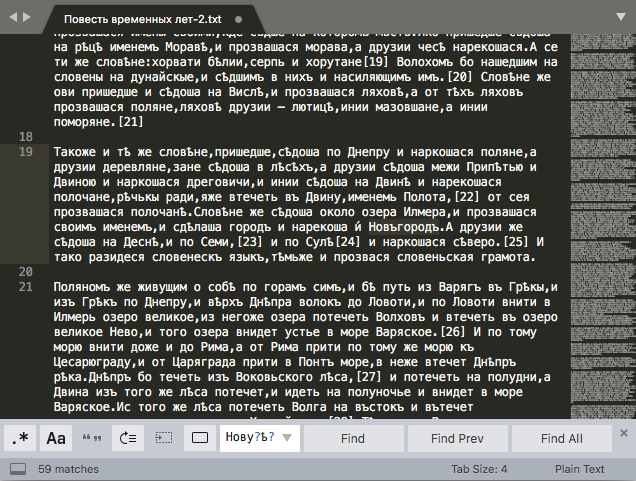 Повесть временных лет-2.txt
на рѣцѣ именемъ Моравѣ,и прозвашася морава,а друзии чесѣ нарекошася.А се
ти же словѣне:хорвати бѣлии,серпь и хорутане[19] Волохомъ бо нашедшим на
словены на дунайские,и сѣдшимъ в нихъ и насиляющимъ имъ.[20] Словѣне же
ови пришедше и сѣдоша на Вислѣ,и прозвашася ляховѣ,а от тѣхъ ляховъ
прозвашася поляне,ляховѣ друзии — лютицѣ,инии мазовшане,а инии
поморяне.[21]
18
19 Такоже и тѣ же словѣне,пришедше,сѣдоша по Днепру и наркошася поляне,а
друзии деревляне,зане сѣдоша в лѣсѣхъ,а друзии сѣдоша межи Припѣтью и
Двиною и наркошася дреговичи,и инии сѣдоша на Двинѣ и нарекошася
полочане,рѣчькы ради,яже втечеть въ Двину,именемъ Полота,[22] от сея
прозвашася полочанѣ.Словѣне же сѣдоша около озера Илмера,и прозвашася
своимъ именемъ,и сдѣлаша городъ и нарекоша й Новъгородъ.А друзии же
сѣдоша на Деснѣ,и по Семи,[23] и по Сулѣ[24] и наркошася сѣверо.[25] И
тако разидеся словенескъ языкъ,тѣмьже и прозвася словеньская грамота.
20
21 Поляномъ же живущим о собѣ по горамъ симъ,и бѣ путь из Варягъ въ Грѣкы,и
изъ Грѣкъ по Днепру,и вѣрхъ Днѣпра волокъ до Ловоти,и по Ловоти внити в
Илмерь озеро великое,из негоже озера потечеть Волховъ и втечеть въ озеро
великое Нево,и того озера внидет устье в море Варяское.[26] И по тому
морю внити доже и до Рима,а от Рима прити по тому же морю къ
Цесарюграду,и от Царяграда прити в Понтъ море,в неже втечет Днѣпръ
рѣка.Днѣпръ бо течеть изъ Воковьского лѣса,[27] и потечеть на полудни,а
Двина изъ того же лѣса потечет,и идеть на полуночье и внидет в море
Варяское.Ис того же лѣса потечеть Волга на въстокъ и вътечет
.* Aa “” Нову?ѣ? Find Find Prev Find All
59 matches Tab Size: 4 Plain Text